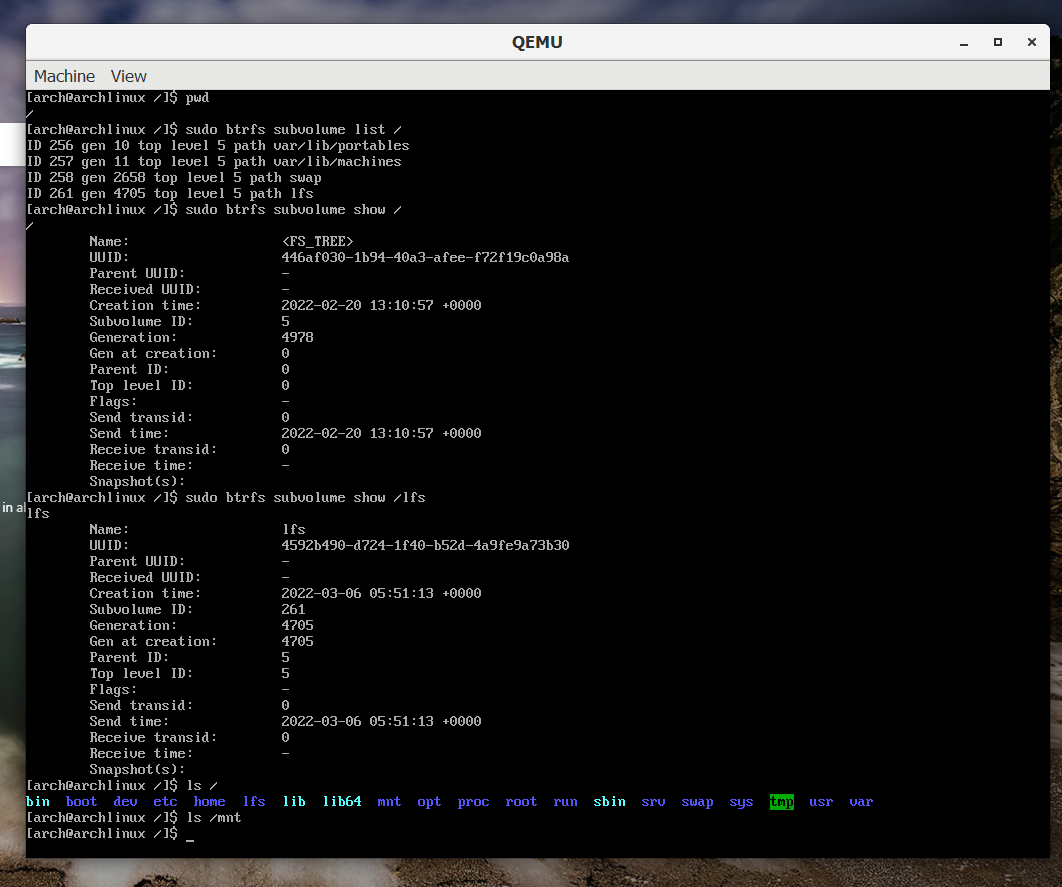 QEMU
Machine View
[arch@archlinux /]$ pwd
/
[arch@archlinux /]$ sudo btrfs subvolume list /
ID 256 gen 10 top level 5 path var/lib/portables
ID 257 gen 11 top level 5 path var/lib/machines
ID 258 gen 2658 top level 5 path swap
ID 261 gen 4705 top level 5 path lfs
[arch@archlinux /]$ sudo btrfs subvolume show /
/
Name: <FS_TREE>
UUID: 446af030-1b94-40a3-afee-f72f19c0a98a
Parent UUID: -
Received UUID: -
Creation time: 2022-02-20 13:10:57 +0000
Subvolume ID: 5
Generation: 4978
Gen at creation: 0
Parent ID: 0
Top level ID: 0
Flags: -
Send transid: 0
Send time: 2022-02-20 13:10:57 +0000
Receive transid: 0
Receive time: -
Snapshot(s):
[arch@archlinux /]$ sudo btrfs subvolume show /lfs
lfs
Name: lfs
UUID: 4592b490-d724-1f40-b52d-4a9fe9a73b30
Parent UUID: -
Received UUID: -
Creation time: 2022-03-06 05:51:13 +0000
Subvolume ID: 261
Generation: 4705
Gen at creation: 4705
Parent ID: 5
Top level ID: 5
Flags: -
Send transid: 0
Send time: 2022-03-06 05:51:13 +0000
Receive transid: 0
Receive time: -
Snapshot(s):
[arch@archlinux /]$ ls /
bin boot dev etc home lfs lib lib64 mnt opt proc root run sbin srv swap sys tmp usr var
[arch@archlinux /]$ ls /mnt
[arch@archlinux /]$ _
in